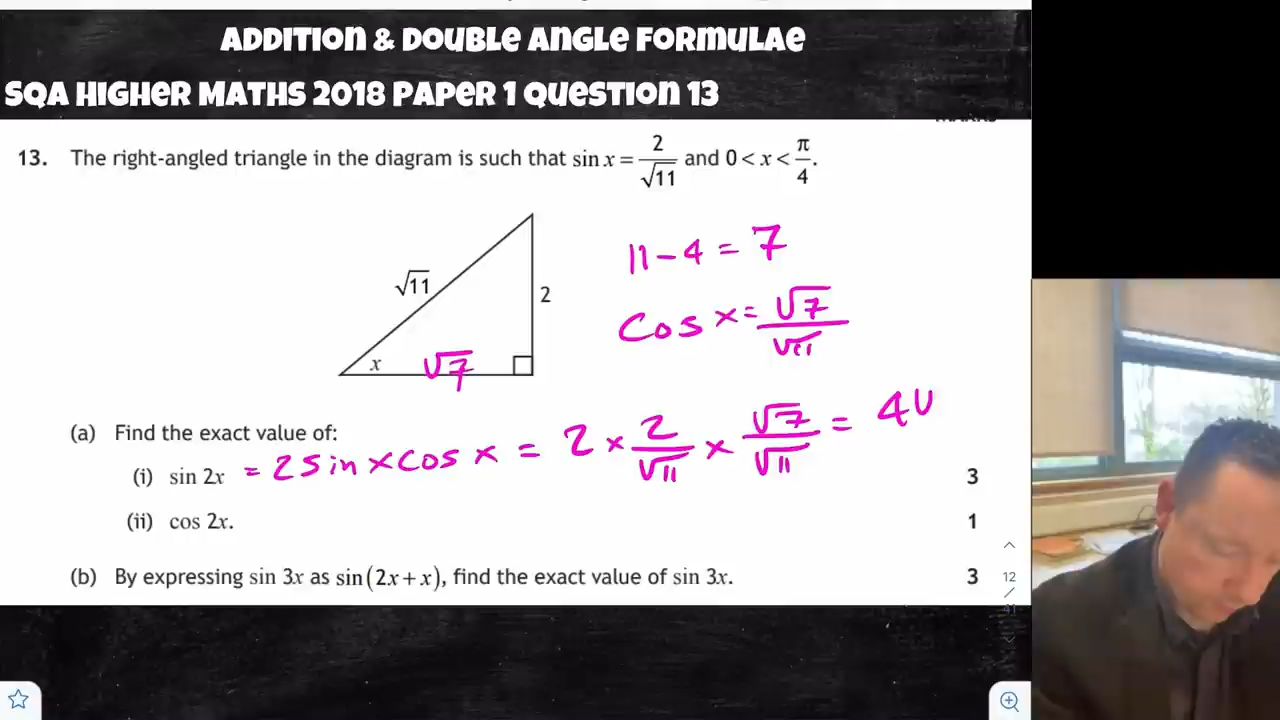 Addition & Double Angle Formulae
SQA Higher Maths 2018 Paper 1 Question 13
13. The right-angled triangle in the diagram is such that sin x = 2/√11 and 0 < x < π/4.
11 - 4 = 7
√11
2
cos x = √7/√11
x
√7
(a) Find the exact value of:
(i) sin 2x = 2 sin x cos x = 2 × 2/√11 × √7/√11 = 4
3
(ii) cos 2x.
1
(b) By expressing sin 3x as sin(2x + x), find the exact value of sin 3x.
3
12
/
41